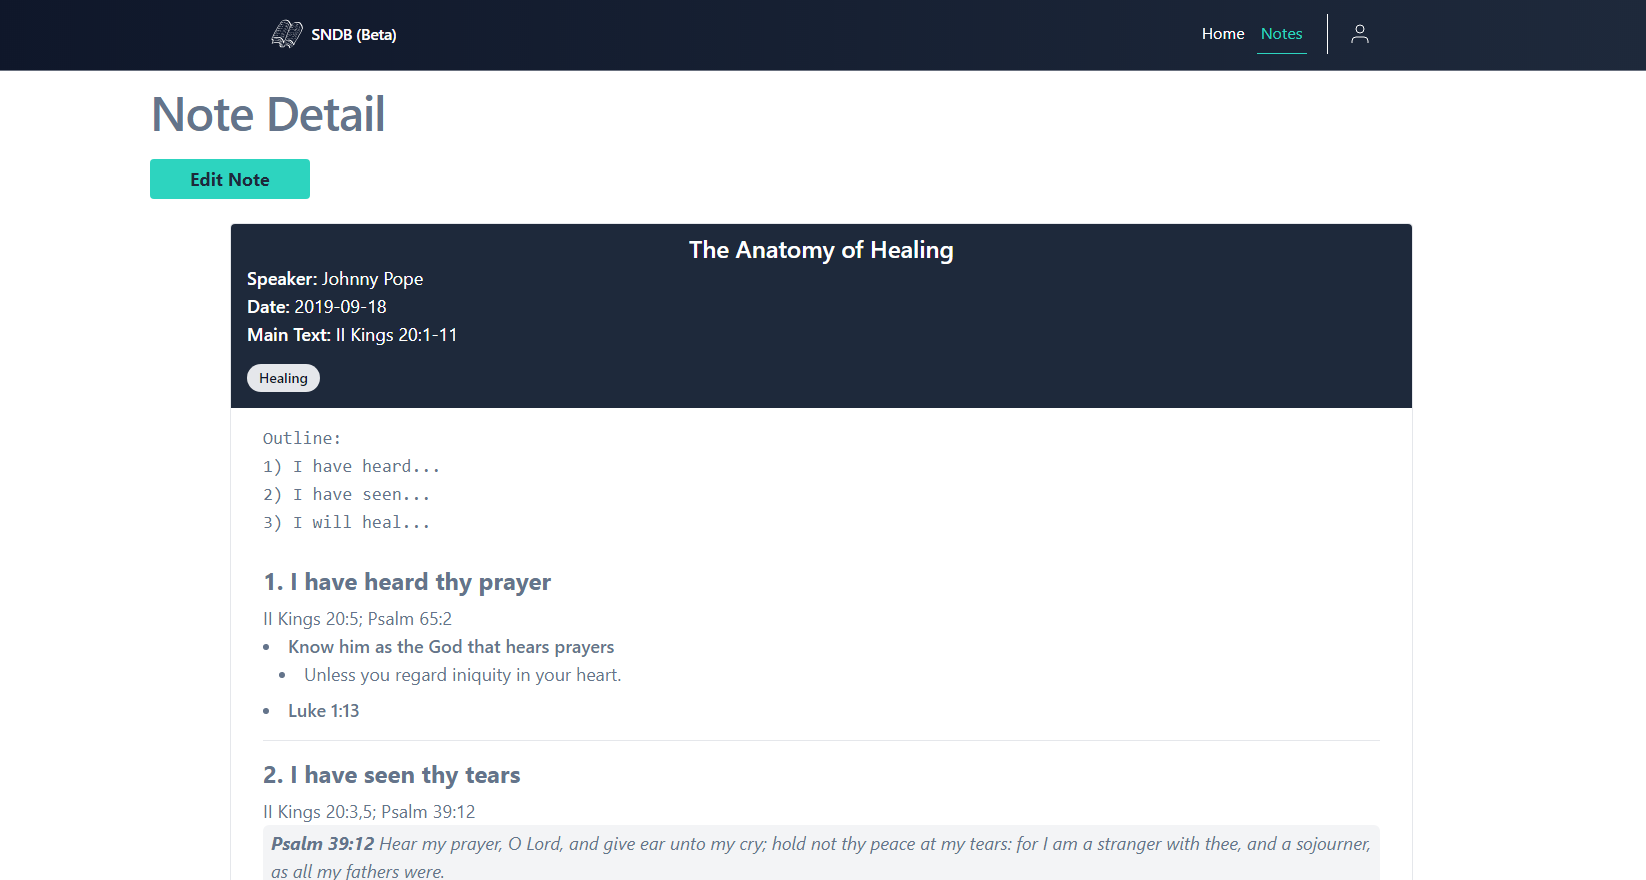 SNDB (Beta)
Home Notes
Note Detail
Edit Note
The Anatomy of Healing
Speaker: Johnny Pope
Date: 2019-09-18
Main Text: II Kings 20:1-11
Healing
Outline:
1) I have heard...
2) I have seen...
3) I will heal...
1. I have heard thy prayer
II Kings 20:5; Psalm 65:2
• Know him as the God that hears prayers
• Unless you regard iniquity in your heart.
• Luke 1:13
2. I have seen thy tears
II Kings 20:3,5; Psalm 39:12
Psalm 39:12 Hear my prayer, O Lord, and give ear unto my cry; hold not thy peace at my tears: for I am a stranger with thee, and a sojourner,
as all my fathers were.